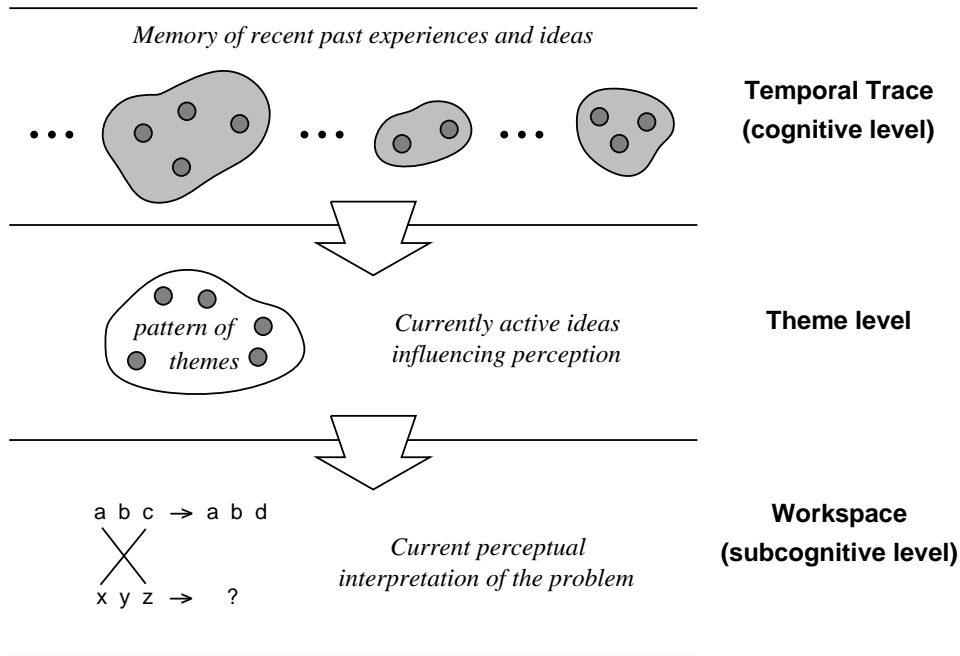 Memory of recent past experiences and ideas
Temporal Trace
(cognitive level)
pattern of
themes
Currently active ideas
influencing perception
Theme level
a b c → a b d
x y z → ?
Current perceptual
interpretation of the problem
Workspace
(subcognitive level)